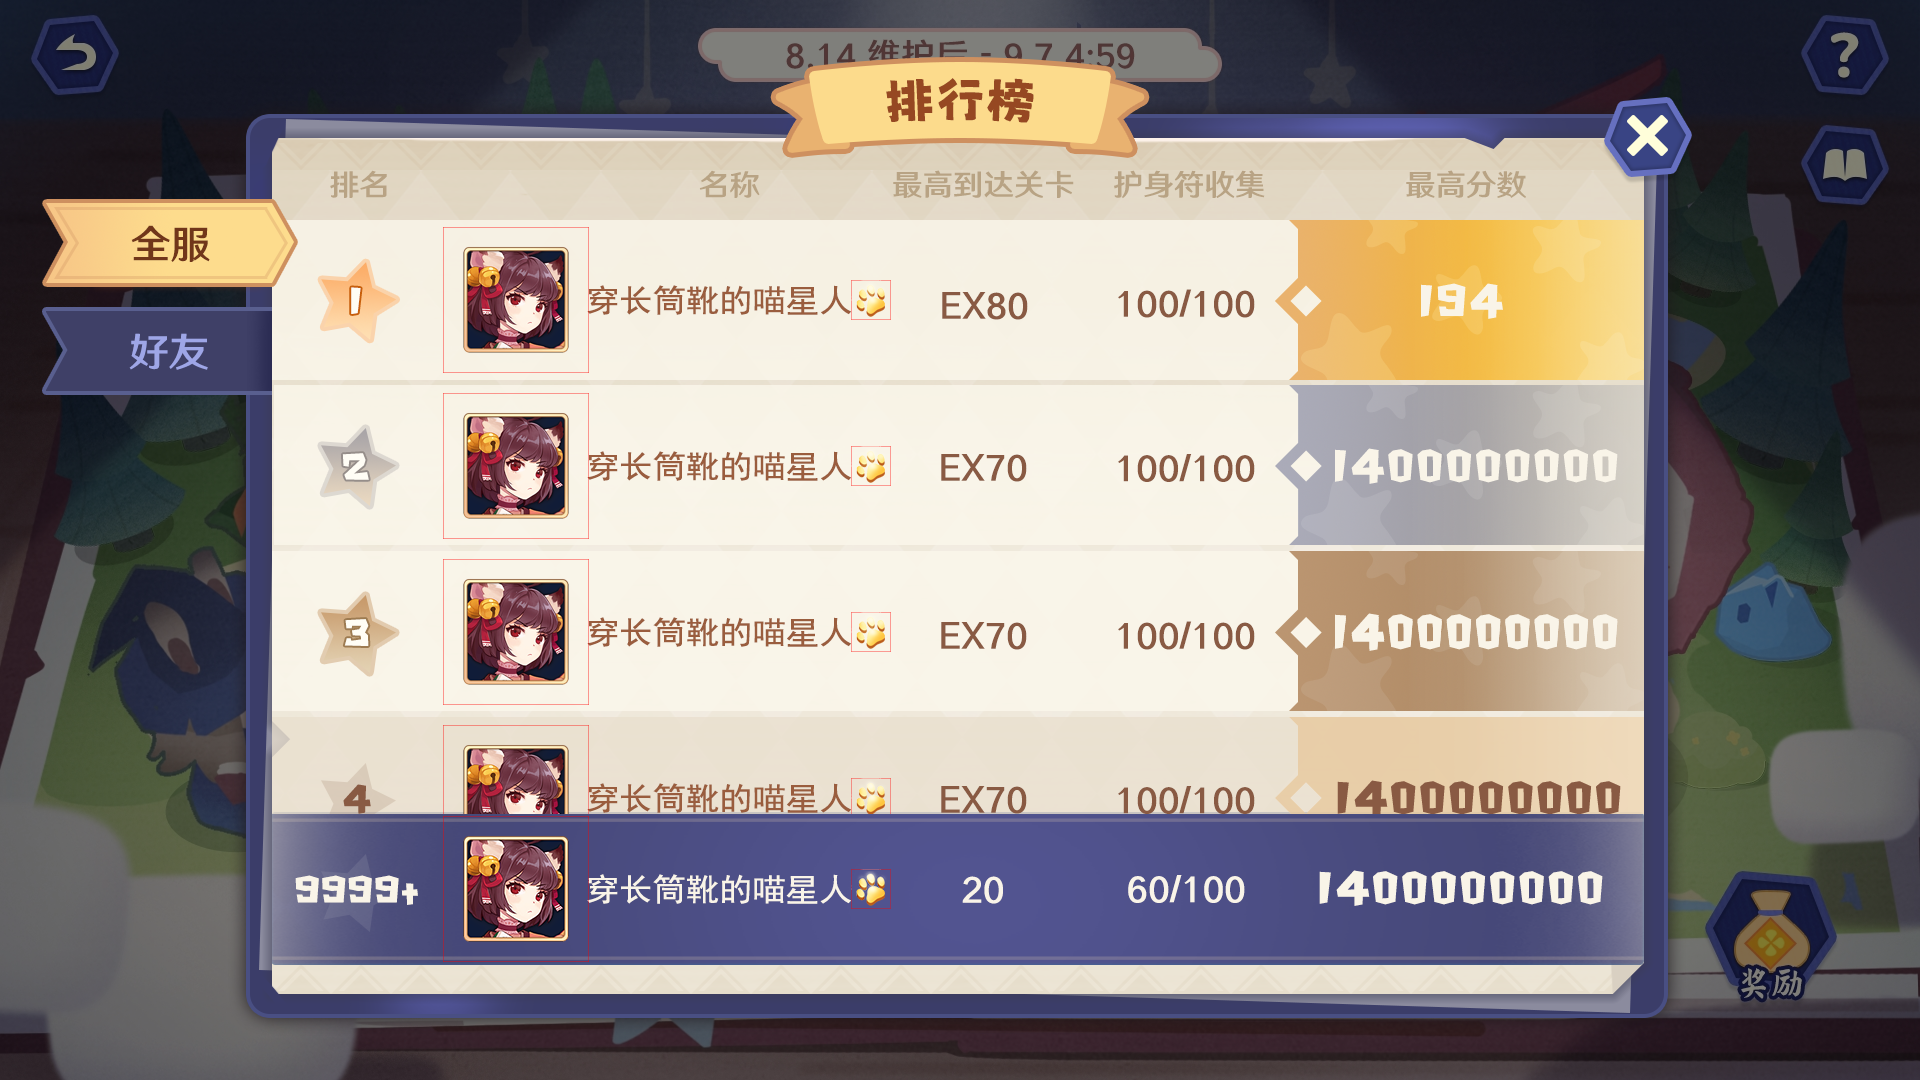 8.14 维护后 - 9.7 4:59
排行榜
排名 名称 最高到达关卡 护身符收集 最高分数
全服
好友
1 穿长筒靴的喵星人 EX80 100/100 194
2 穿长筒靴的喵星人 EX70 100/100 1400000000
3 穿长筒靴的喵星人 EX70 100/100 1400000000
4 穿长筒靴的喵星人 EX70 100/100 1400000000
9999+ 穿长筒靴的喵星人 20 60/100 1400000000
奖励